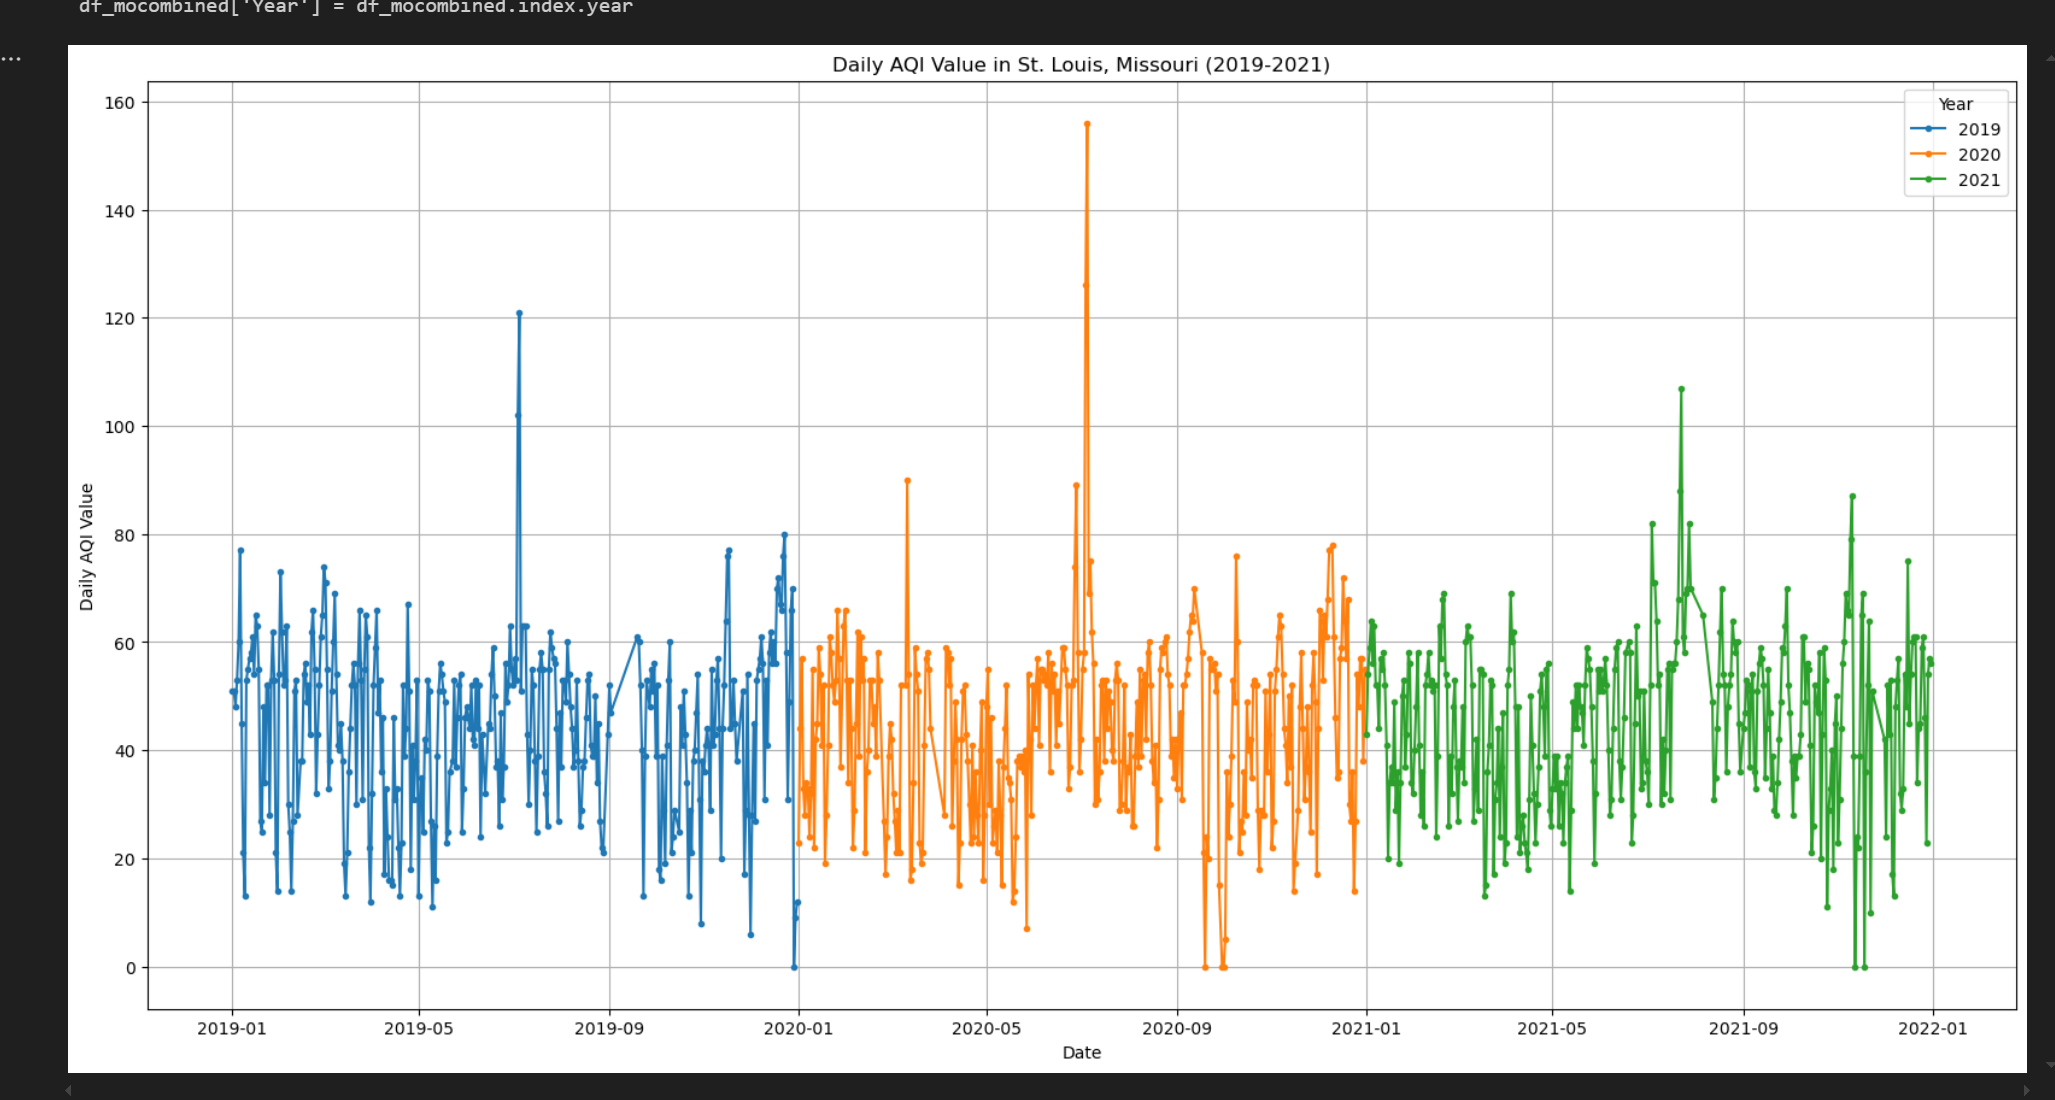 df_mocombined['Year'] = df_mocombined.index.year
...
Daily AQI Value in St. Louis, Missouri (2019-2021)
160
140
120
100
80
60
40
20
0
Daily AQI Value
Year
2019
2020
2021
2019-01 2019-05 2019-09 2020-01 2020-05 2020-09 2021-01 2021-05 2021-09 2022-01
Date